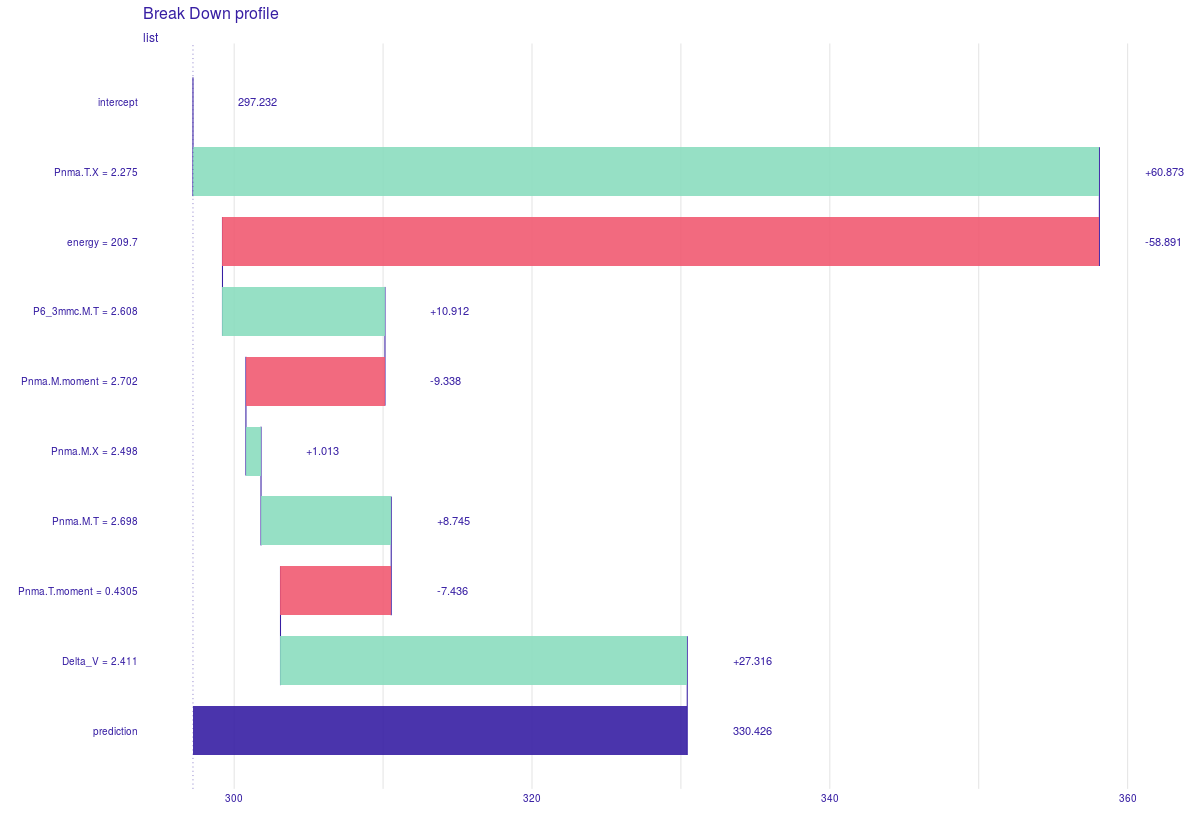 Break Down profile
list
intercept 297.232
Pnma.T.X = 2.275 +60.873
energy = 209.7 -58.891
P6_3mmc.M.T = 2.608 +10.912
Pnma.M.moment = 2.702 -9.338
Pnma.M.X = 2.498 +1.013
Pnma.M.T = 2.698 +8.745
Pnma.T.moment = 0.4305 -7.436
Delta_V = 2.411 +27.316
prediction 330.426
300 320 340 360